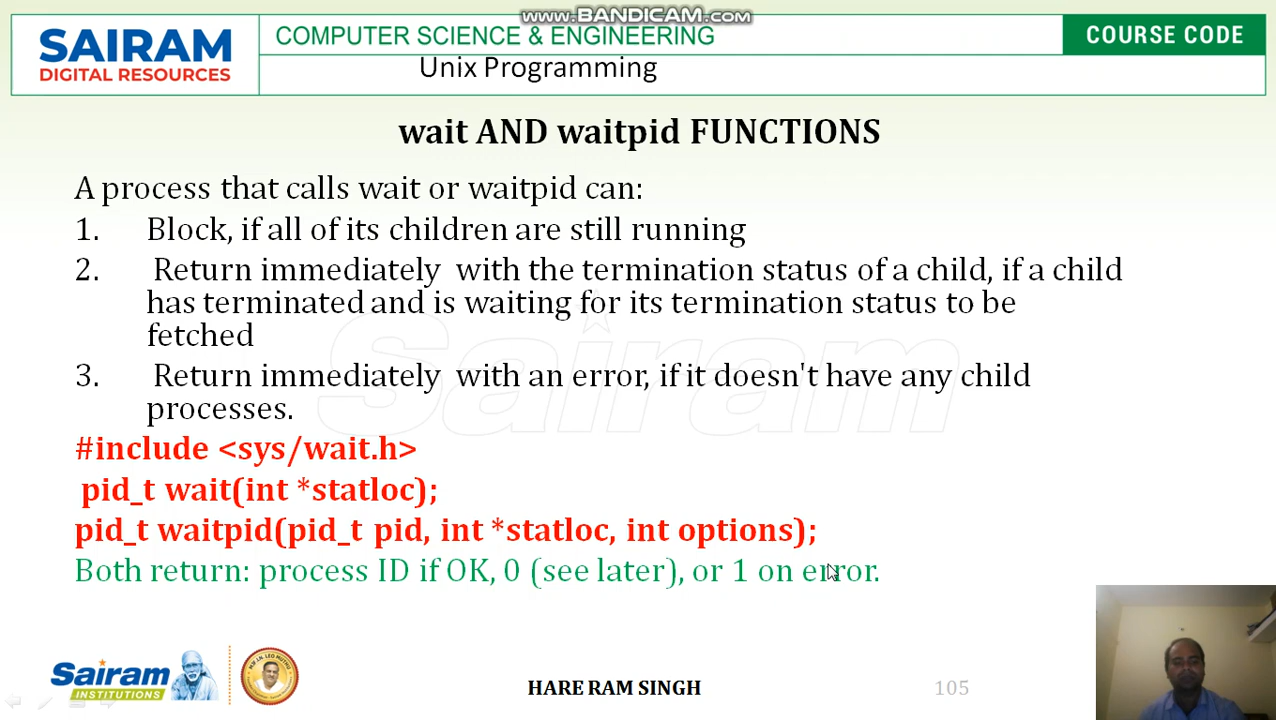 www.BANDICAM.com
SAIRAM
DIGITAL RESOURCES
COMPUTER SCIENCE & ENGINEERING
COURSE CODE
Unix Programming
wait AND waitpid FUNCTIONS
A process that calls wait or waitpid can:
1. Block, if all of its children are still running
2. Return immediately with the termination status of a child, if a child
has terminated and is waiting for its termination status to be
fetched
3. Return immediately with an error, if it doesn't have any child
processes.
Sairam
#include <sys/wait.h>
pid_t wait(int *statloc);
pid_t waitpid(pid_t pid, int *statloc, int options);
Both return: process ID if OK, 0 (see later), or 1 on error.
Sairam
INSTITUTIONS
HARE RAM SINGH
105